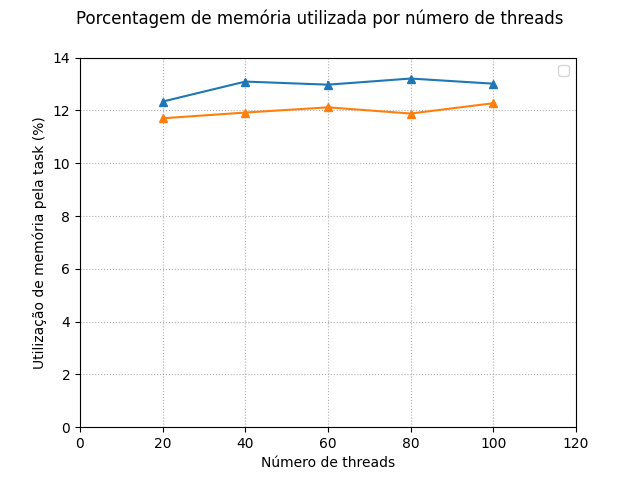 Porcentagem de memória utilizada por número de threads
14
12
10
8
6
4
2
0
Utilização de memória pela task (%)
0 20 40 60 80 100 120
Número de threads